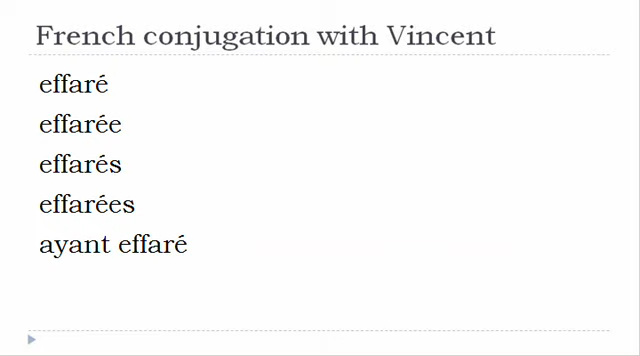 French conjugation with Vincent
effaré
effarée
effarés
effarées
ayant effaré